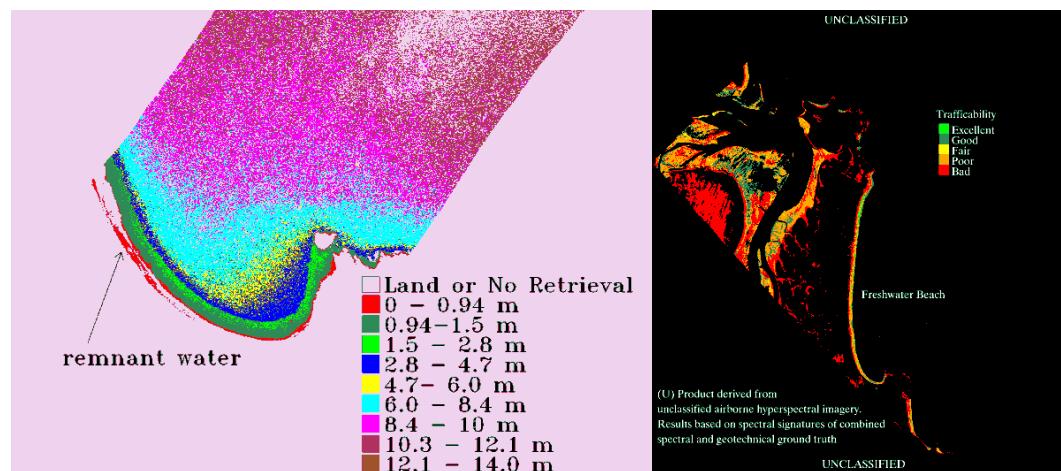 remnant water
Land or No Retrieval
0 - 0.94 m
0.94-1.5 m
1.5 - 2.8 m
2.8 - 4.7 m
4.7- 6.0 m
6.0 - 8.4 m
8.4 - 10 m
10.3 - 12.1 m
12.1 - 14.0 m
UNCLASSIFIED
Trafficability
Excellent
Good
Fair
Poor
Bad
Freshwater Beach
(U) Product derived from
unclassified airborne hyperspectral imagery.
Results based on spectral signatures of combined
spectral and geotechnical ground truth
UNCLASSIFIED